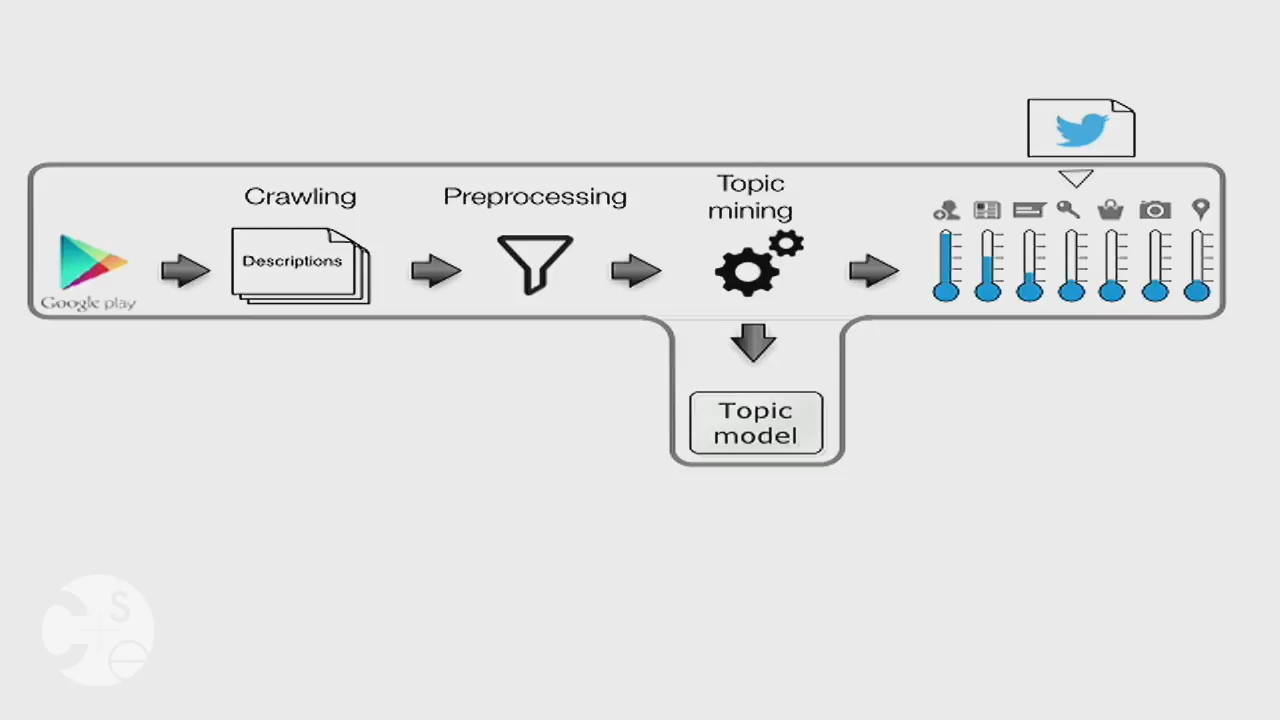 Crawling
Preprocessing
Topic
mining
Descriptions
Google play
Topic
model
C S e